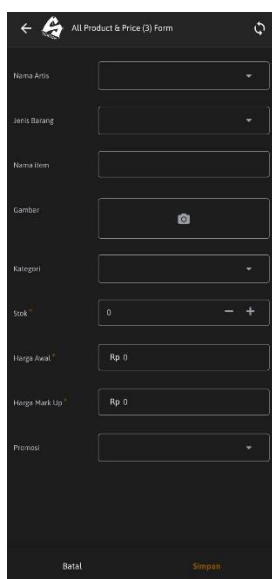 All Product & Price (3) Form
Nama Artis
Jenis Barang
Nama Item
Gambar
Kategori
Stok * 0
Harga Awal * Rp 0
Harga Mark Up * Rp 0
Promosi
Batal Simpan